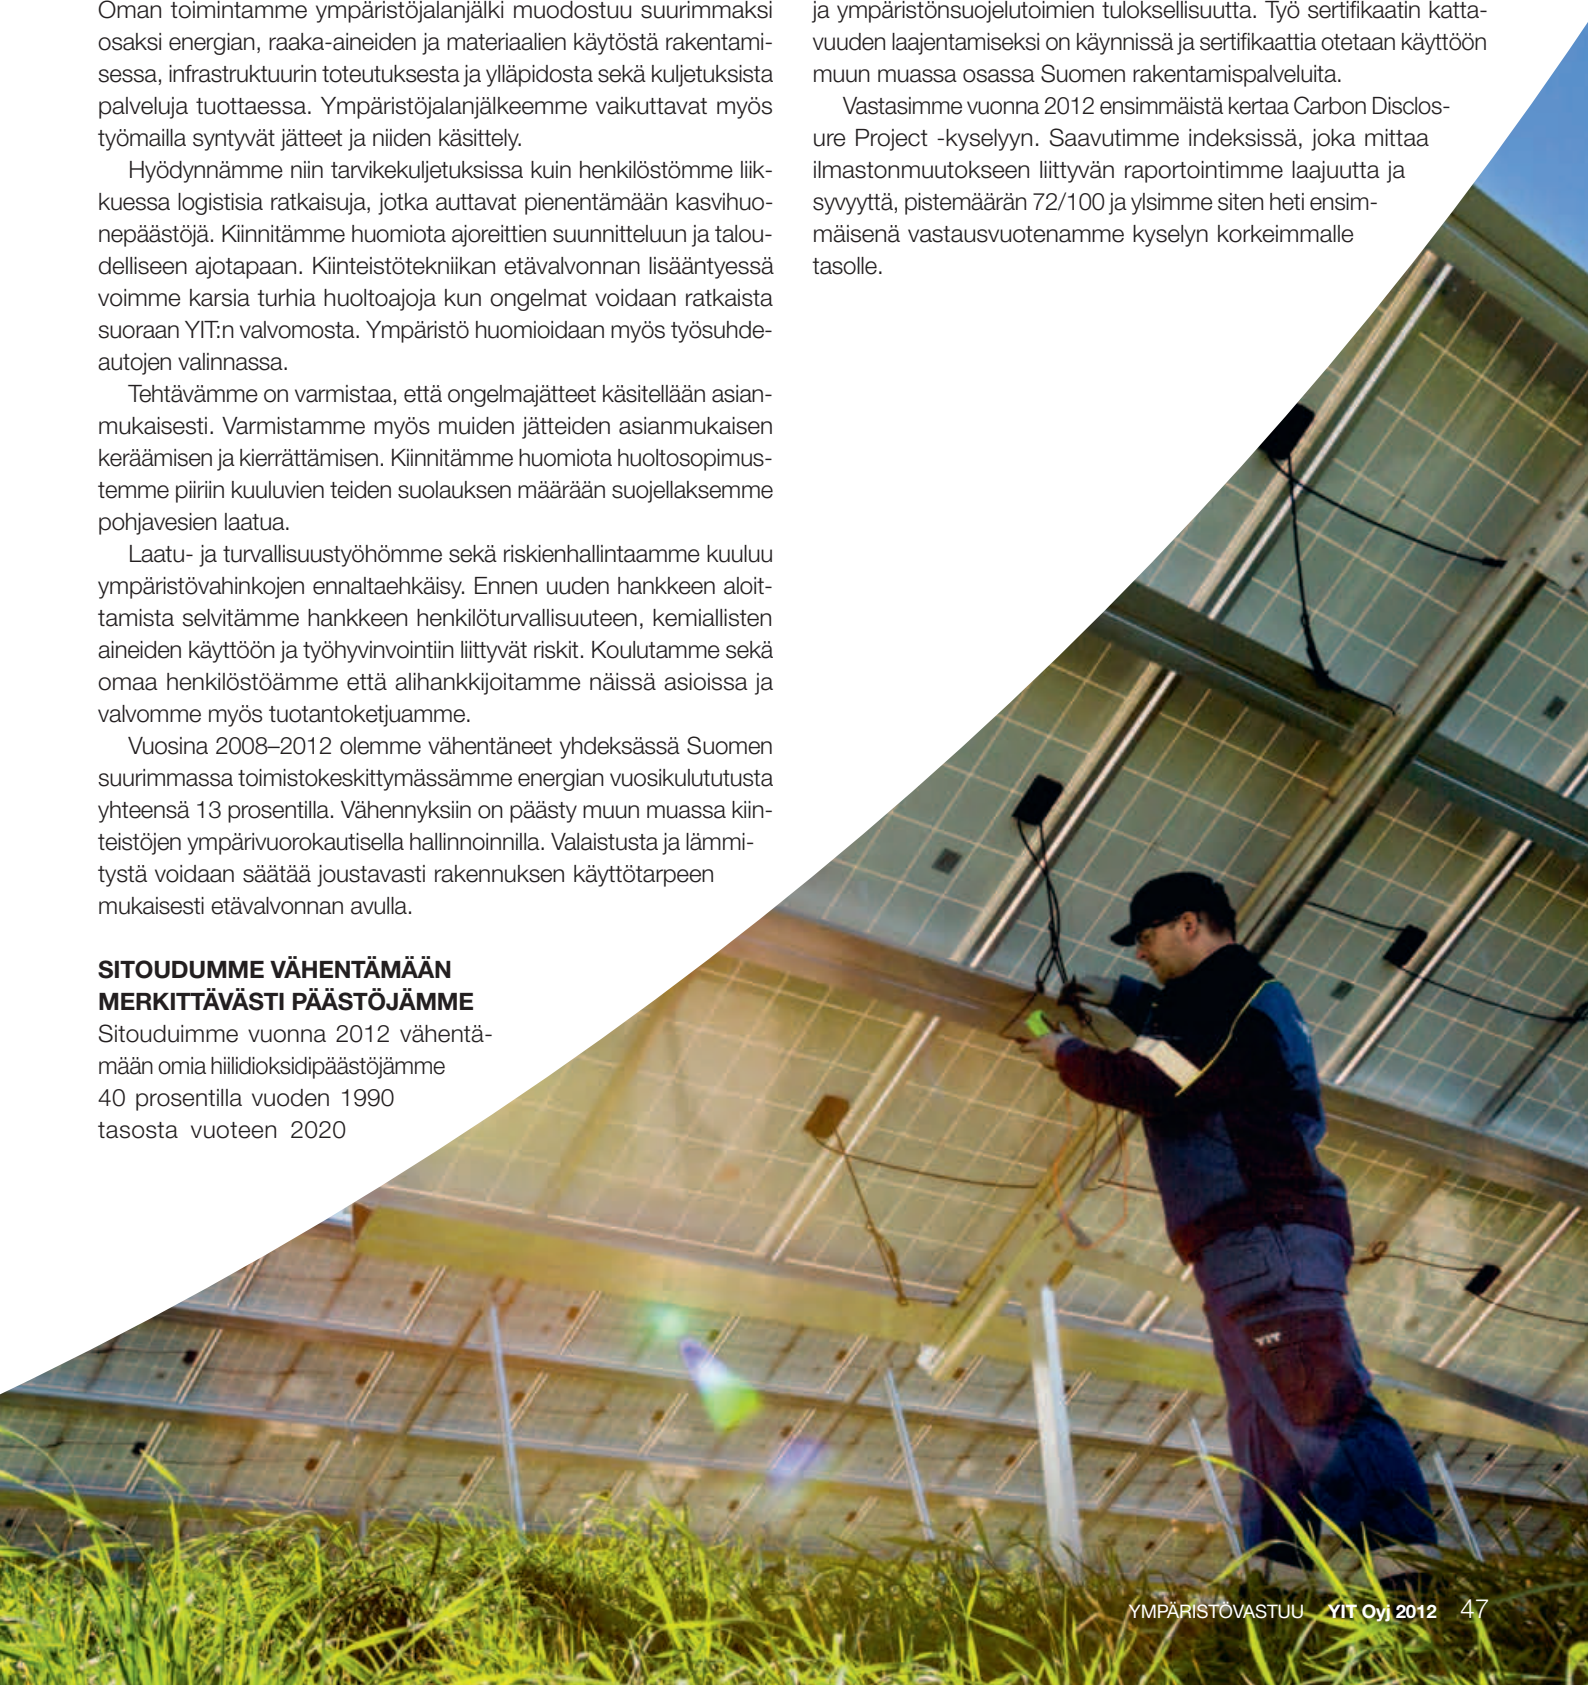 Oman toimintamme ympäristöjalanjälki muodostuu suurimmaksi
osaksi energian, raaka-aineiden ja materiaalien käytöstä rakentami-
sessa, infrastruktuurin toteutuksesta ja ylläpidosta sekä kuljetuksista
palveluja tuottaessa. Ympäristöjalanjälkeemme vaikuttavat myös
työmailla syntyvät jätteet ja niiden käsittely.
Hyödynnämme niin tarvikekuljetuksissa kuin henkilöstömme liik-
kuessa logistisia ratkaisuja, jotka auttavat pienentämään kasvihuo-
nepäästöjä. Kiinnitämme huomiota ajoreittien suunnitteluun ja talou-
delliseen ajotapaan. Kiinteistötekniikan etävalvonnan lisääntyessä
voimme karsia turhia huoltoajoja kun ongelmat voidaan ratkaista
suoraan YIT:n valvomosta. Ympäristö huomioidaan myös työsuhde-
autojen valinnassa.
Tehtävämme on varmistaa, että ongelmajätteet käsitellään asian-
mukaisesti. Varmistamme myös muiden jätteiden asianmukaisen
keräämisen ja kierrättämisen. Kiinnitämme huomiota huoltosopimus-
temme piiriin kuuluvien teiden suolauksen määrään suojellaksemme
pohjavesien laatua.
Laatu- ja turvallisuustyöhömme sekä riskienhallintaamme kuuluu
ympäristövahinkojen ennaltaehkäisy. Ennen uuden hankkeen aloit-
tamista selvitämme hankkeen henkilöturvallisuuteen, kemiallisten
aineiden käyttöön ja työhyvinvointiin liittyvät riskit. Koulutamme sekä
omaa henkilöstöämme että alihankkijoitamme näissä asioissa ja
valvomme myös tuotantoketjuamme.
Vuosina 2008–2012 olemme vähentäneet yhdeksässä Suomen
suurimmassa toimistokeskittymässämme energian vuosikulututusta
yhteensä 13 prosentilla. Vähennyksiin on päästy muun muassa kiin-
teistöjen ympärivuorokautisella hallinnoinnilla. Valaistusta ja lämmi-
tystä voidaan säätää joustavasti rakennuksen käyttötarpeen
mukaisesti etävalvonnan avulla.
SITOUDUMME VÄHENTÄMÄÄN
MERKITTÄVÄSTI PÄÄSTÖJÄMME
Sitouduimme vuonna 2012 vähentä-
mään omia hiilidioksidipäästöjämme
40 prosentilla vuoden 1990
tasosta vuoteen 2020
ja ympäristönsuojelutoimien tuloksellisuutta. Työ sertifikaatin katta-
vuuden laajentamiseksi on käynnissä ja sertifikaattia otetaan käyttöön
muun muassa osassa Suomen rakentamispalveluita.
Vastasimme vuonna 2012 ensimmäistä kertaa Carbon Disclos-
ure Project -kyselyyn. Saavutimme indeksissä, joka mittaa
ilmastonmuutokseen liittyvän raportointimme laajuutta ja
syvyyttä, pistemäärän 72/100 ja ylsimme siten heti ensim-
mäisenä vastausvuotenamme kyselyn korkeimmalle
tasolle.
YIT
YMPÄRISTÖVASTUU YIT Oyj 2012 47